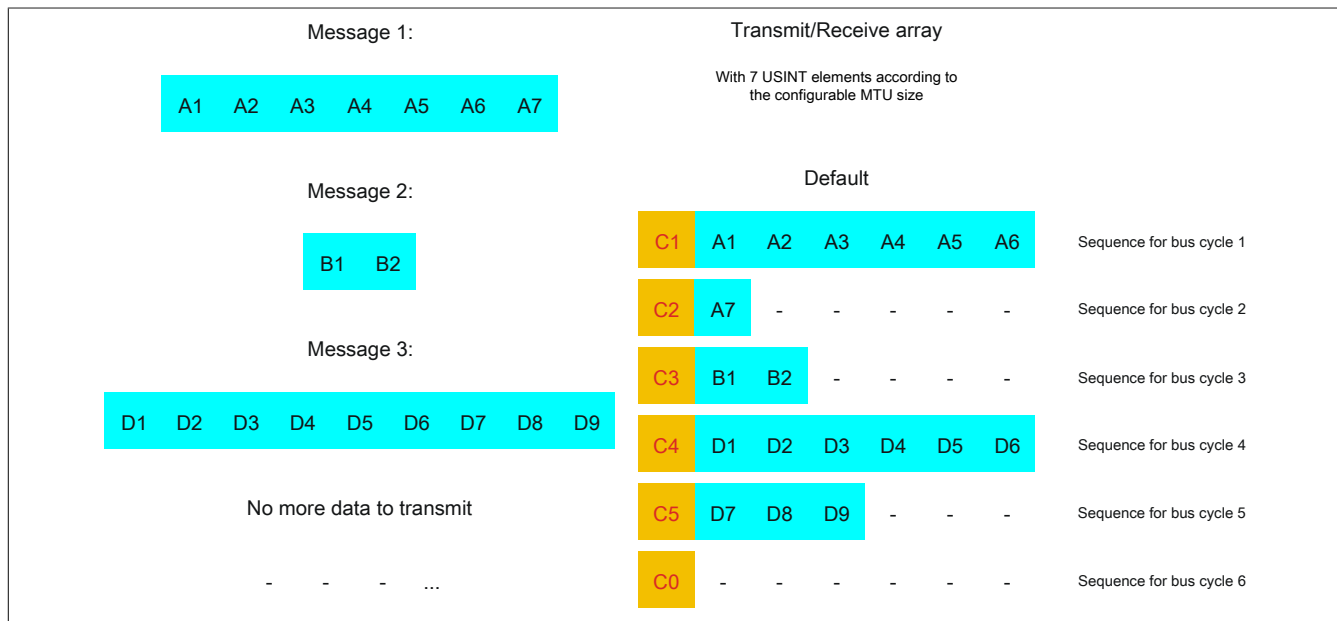 Message 1:
A1 A2 A3 A4 A5 A6 A7
Message 2:
B1 B2
Message 3:
D1 D2 D3 D4 D5 D6 D7 D8 D9
No more data to transmit
- - - ...
Transmit/Receive array
With 7 USINT elements according to
the configurable MTU size
Default
C1 A1 A2 A3 A4 A5 A6 Sequence for bus cycle 1
C2 A7 - - - - - Sequence for bus cycle 2
C3 B1 B2 - - - - Sequence for bus cycle 3
C4 D1 D2 D3 D4 D5 D6 Sequence for bus cycle 4
C5 D7 D8 D9 - - - Sequence for bus cycle 5
C0 - - - - - - Sequence for bus cycle 6